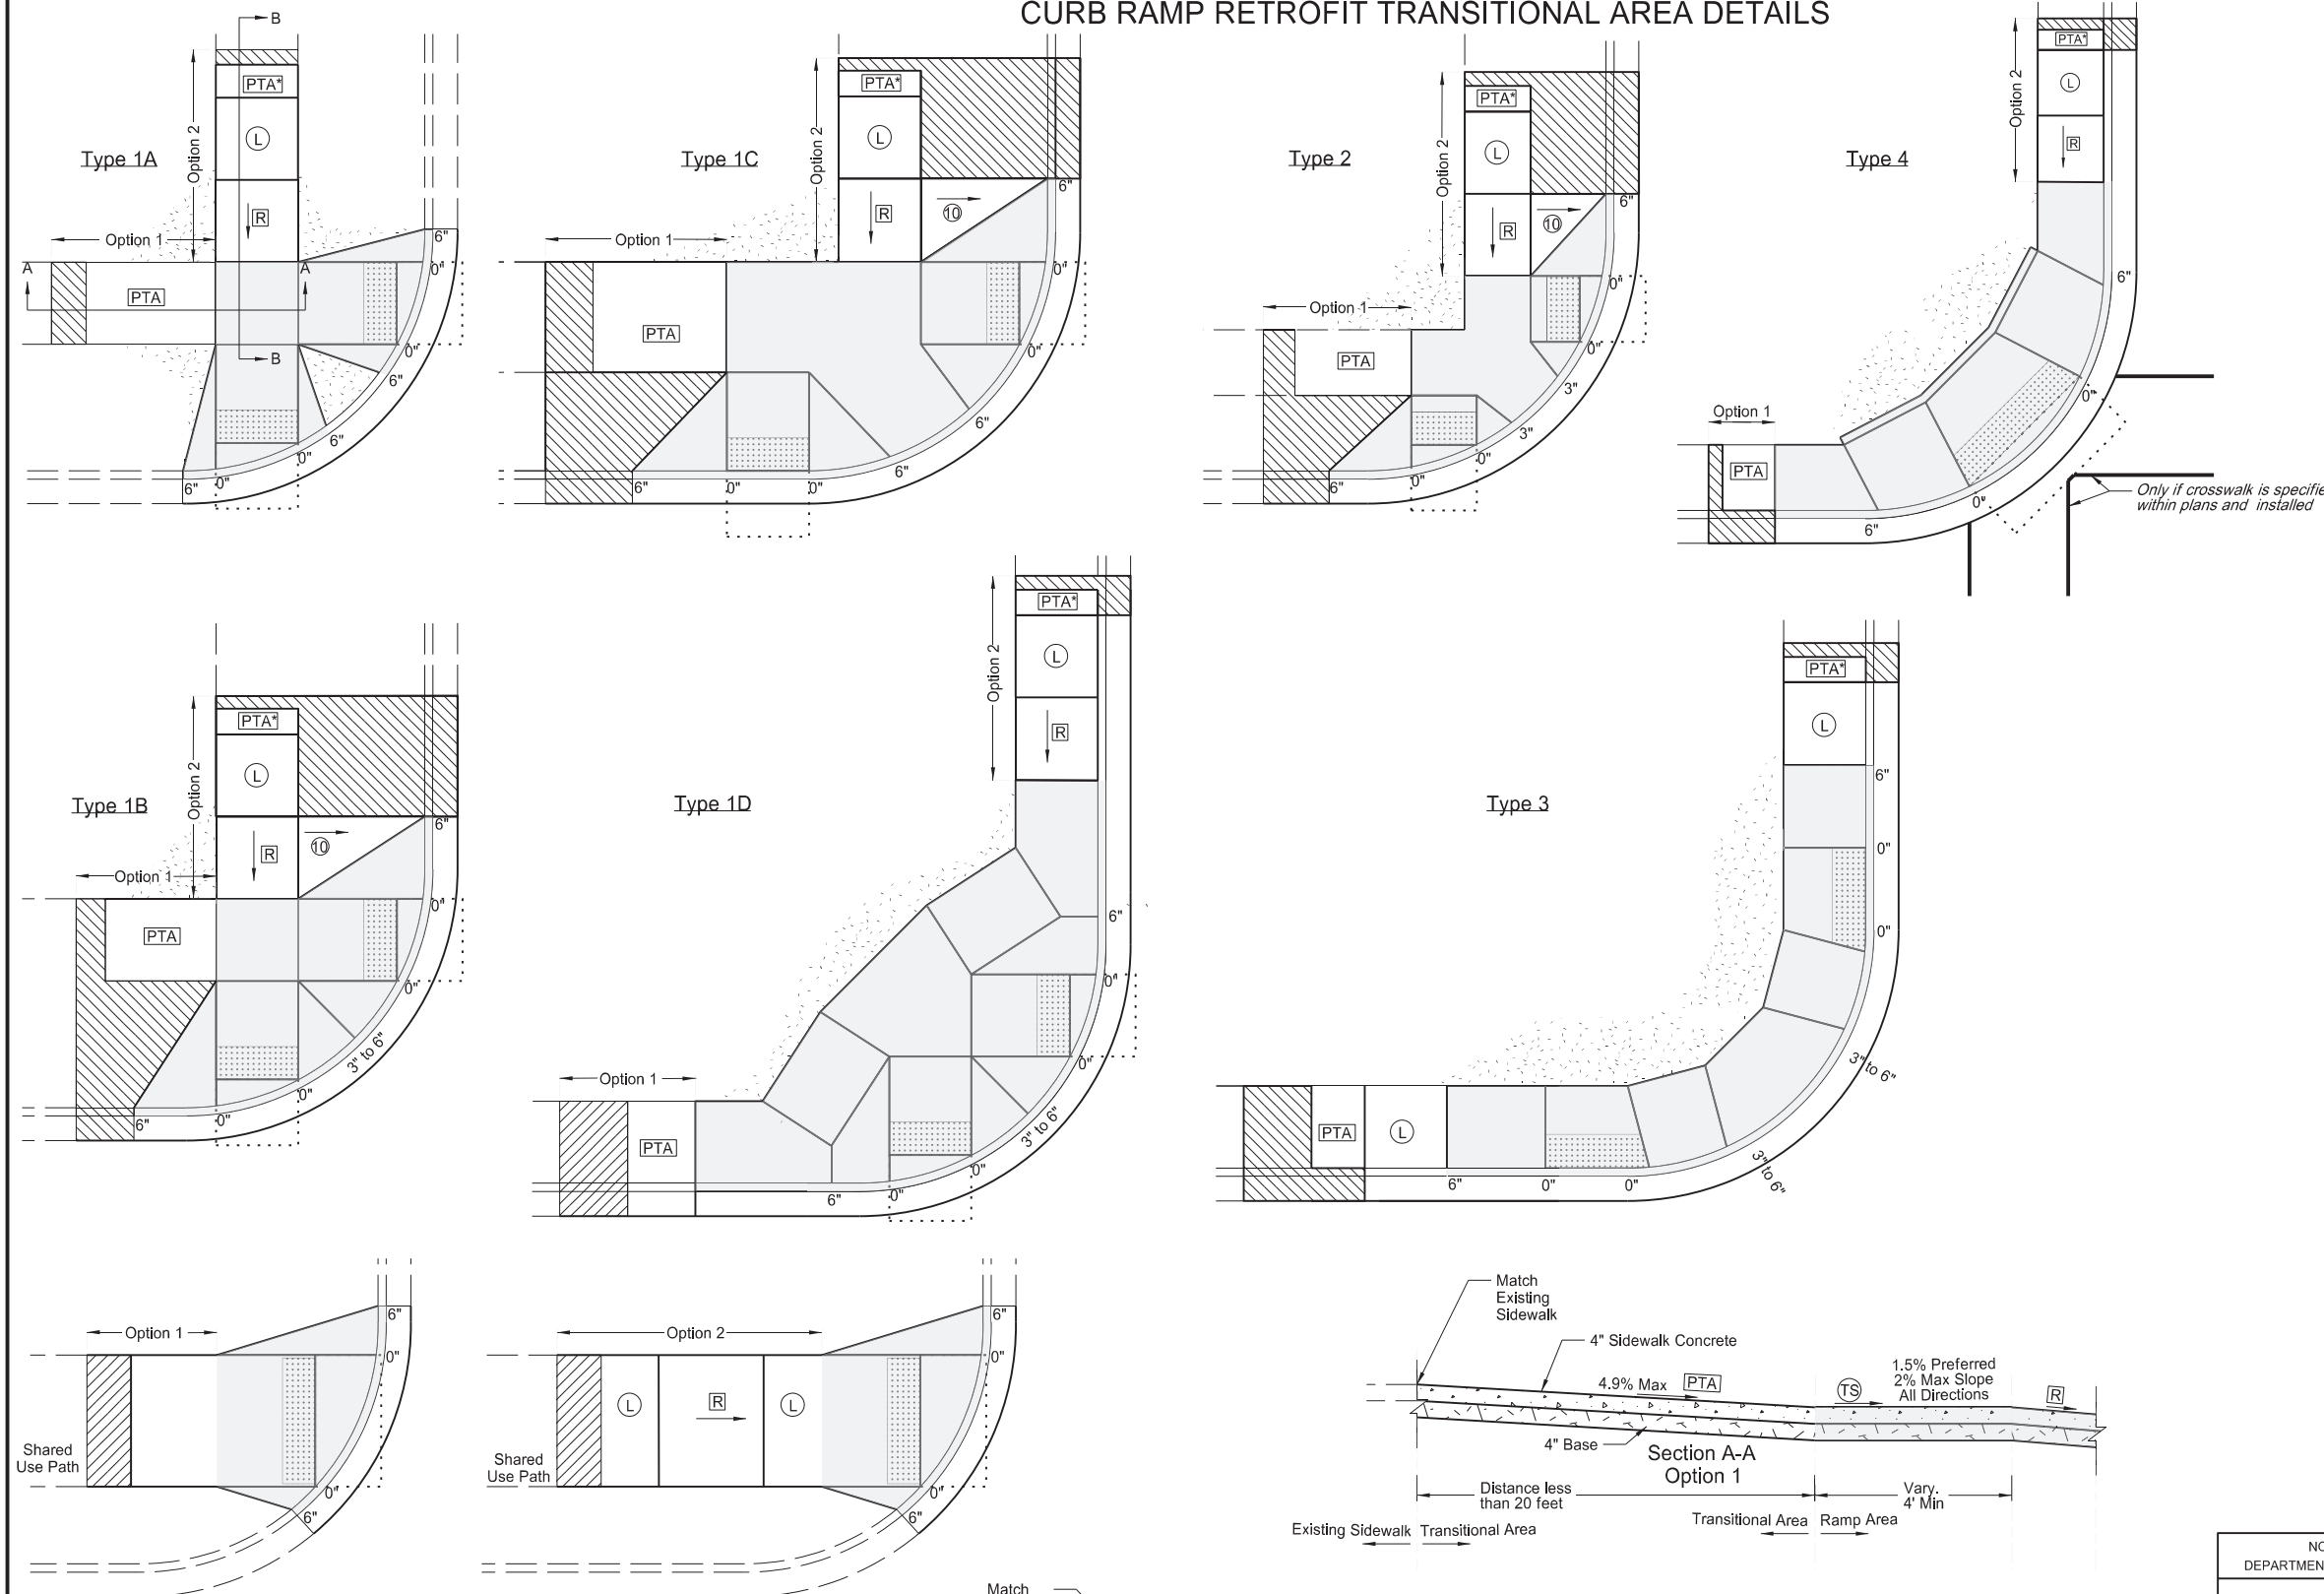 CURB RAMP RETROFIT TRANSITIONAL AREA DETAILS
B
PTA*
Option 2
L
Type 1A
R
Option 1
6"
A
A
0"
PTA
0"
B
6"
6"
0"
6"
0"
PTA*
Option 2
L
Type 1C
6"
R
10
Option 1
0"
PTA
0"
6"
6"
6"
0"
0"
PTA*
Option 2
L
Type 2
6"
R
10
0"
Option 1
0"
PTA
3"
3"
0"
6"
0"
PTA*
Option 2
L
R
Type 4
6"
0"
Option 1
PTA
0"
6"
Only if crosswalk is specifie
within plans and installed
PTA*
Option 2
L
Type 1B
6"
R
10
Option 1
0"
PTA
0"
3" to 6"
0"
6"
0"
PTA*
Option 2
L
R
Type 1D
6"
0"
0"
Option 1
PTA
3" to 6"
0"
6"
0"
PTA*
L
6"
Type 3
0"
0"
3" to 6"
PTA
L
3" to 6"
6"
0"
0"
6"
Option 1
0"
Shared
Use Path
0"
6"
6"
Option 2
0"
L
R
L
Shared
Use Path
0"
6"
Match
Existing
Sidewalk
4" Sidewalk Concrete
4.9% Max
PTA
TS
1.5% Preferred
2% Max Slope
All Directions
R
4" Base
Section A-A
Option 1
Distance less
than 20 feet
Vary.
4' Min
Existing Sidewalk
Transitional Area
Transitional Area
Ramp Area
Match
DEPARTMEN